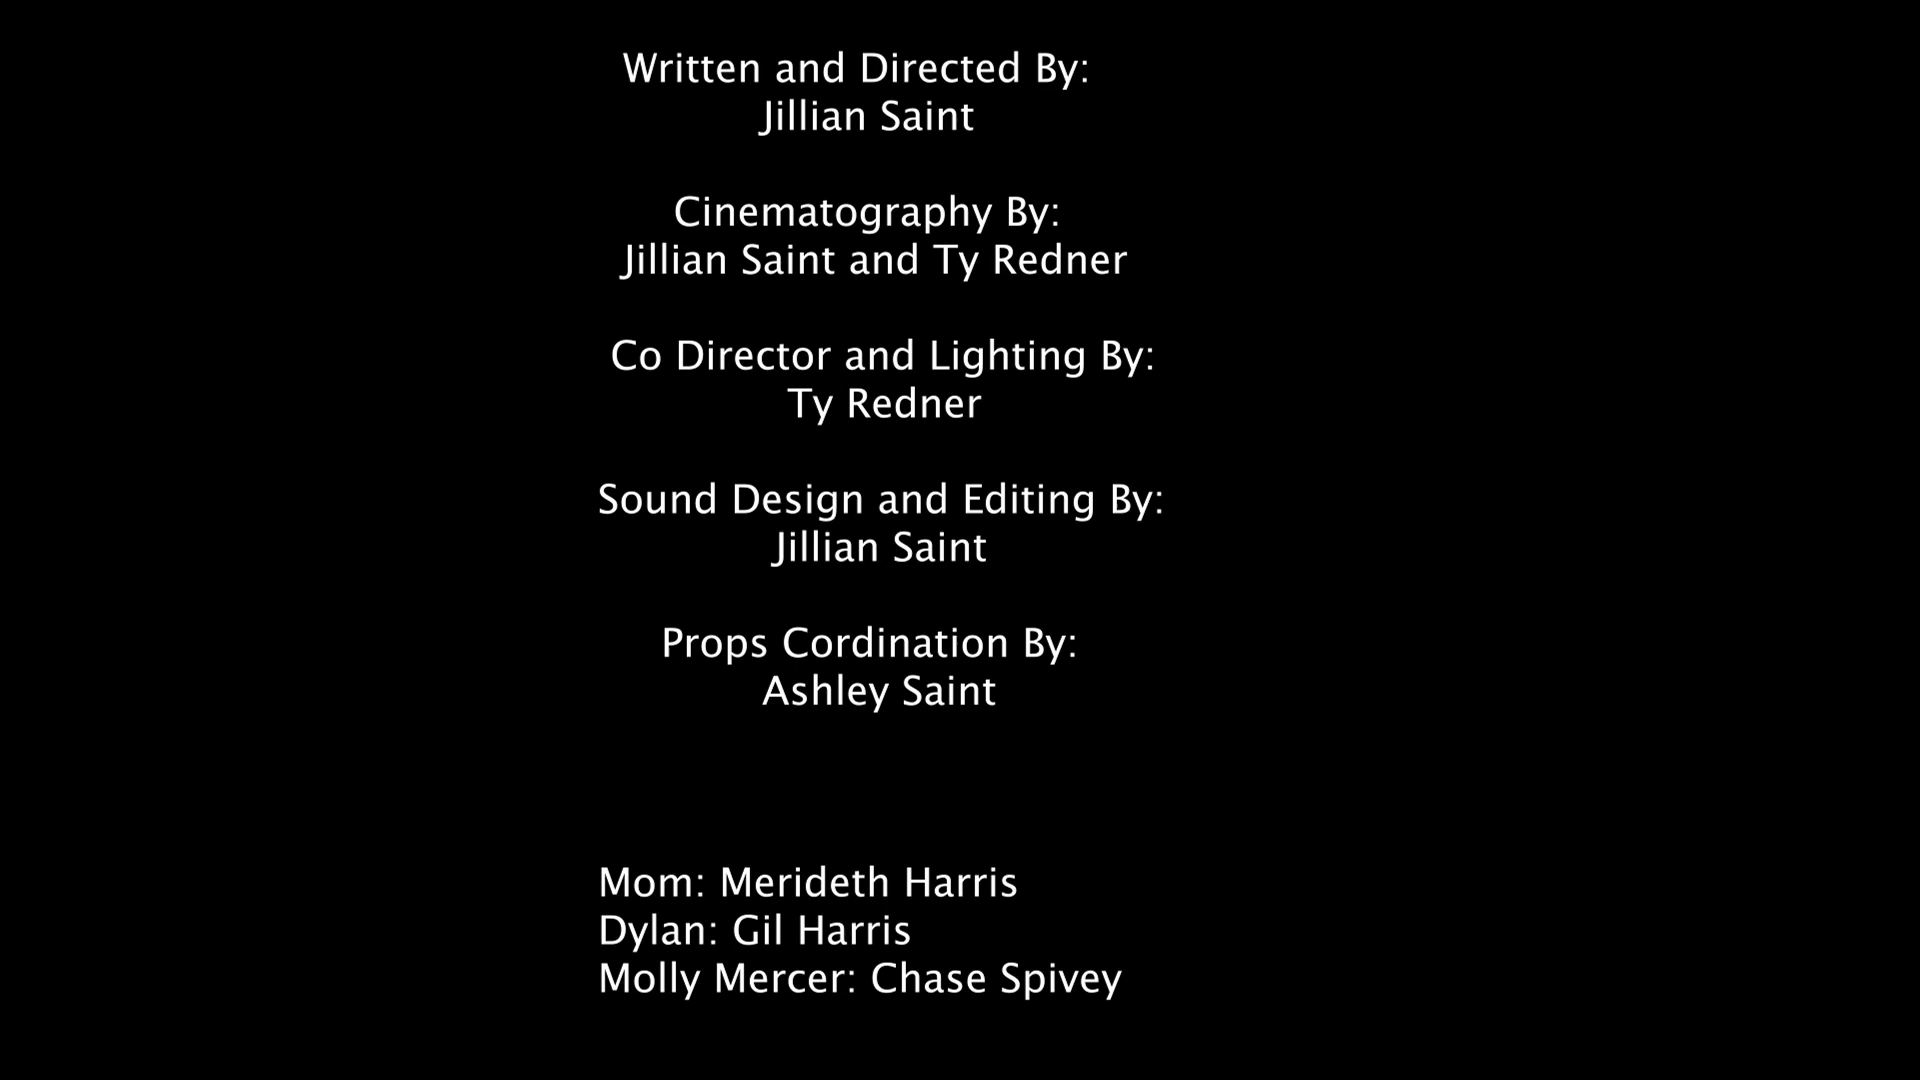 Written and Directed By:
Jillian Saint
Cinematography By:
Jillian Saint and Ty Redner
Co Director and Lighting By:
Ty Redner
Sound Design and Editing By:
Jillian Saint
Props Cordination By:
Ashley Saint
Mom: Merideth Harris
Dylan: Gil Harris
Molly Mercer: Chase Spivey